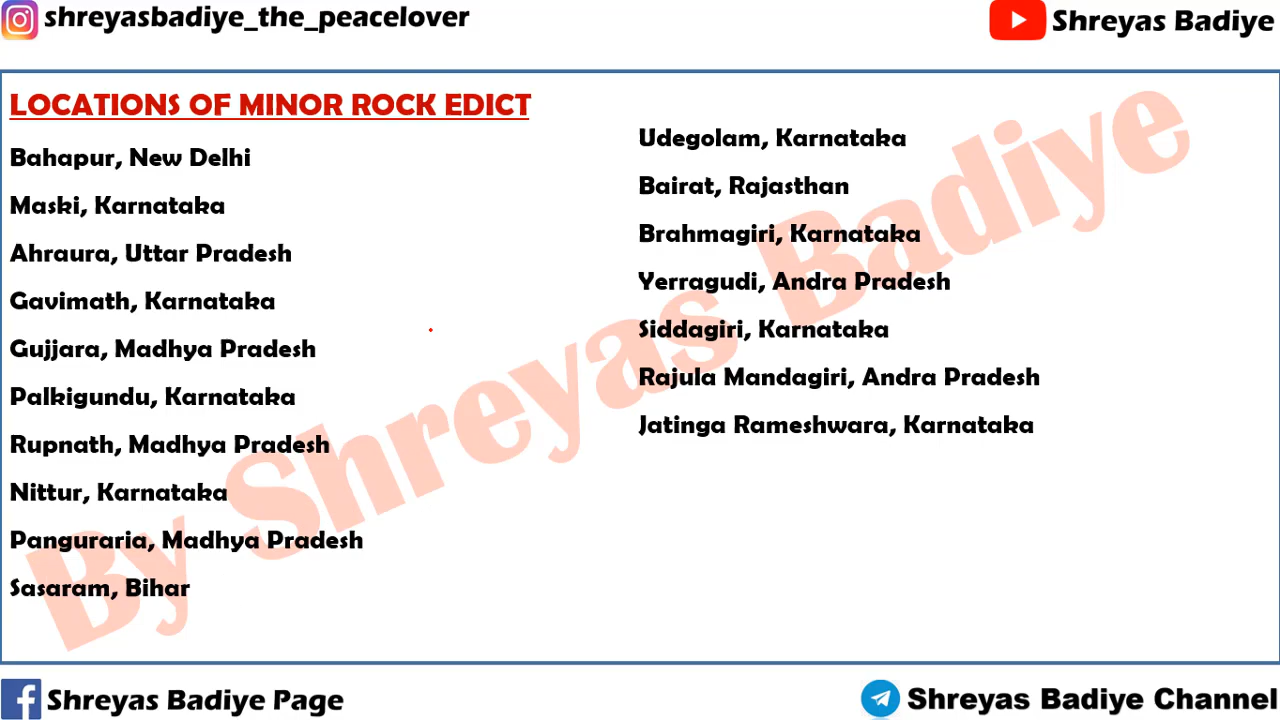 shreyasbadiye_the_peacelover
Shreyas Badiye
LOCATIONS OF MINOR ROCK EDICT
Bahapur, New Delhi
Maski, Karnataka
Ahraura, Uttar Pradesh
Gavimath, Karnataka
Gujjara, Madhya Pradesh
Palkigundu, Karnataka
Rupnath, Madhya Pradesh
Nittur, Karnataka
Panguraria, Madhya Pradesh
Sasaram, Bihar
Udegolam, Karnataka
Bairat, Rajasthan
Brahmagiri, Karnataka
Yerragudi, Andra Pradesh
Siddagiri, Karnataka
Rajula Mandagiri, Andra Pradesh
Jatinga Rameshwara, Karnataka
By Shreyas Badiye
Shreyas Badiye Page
Shreyas Badiye Channel